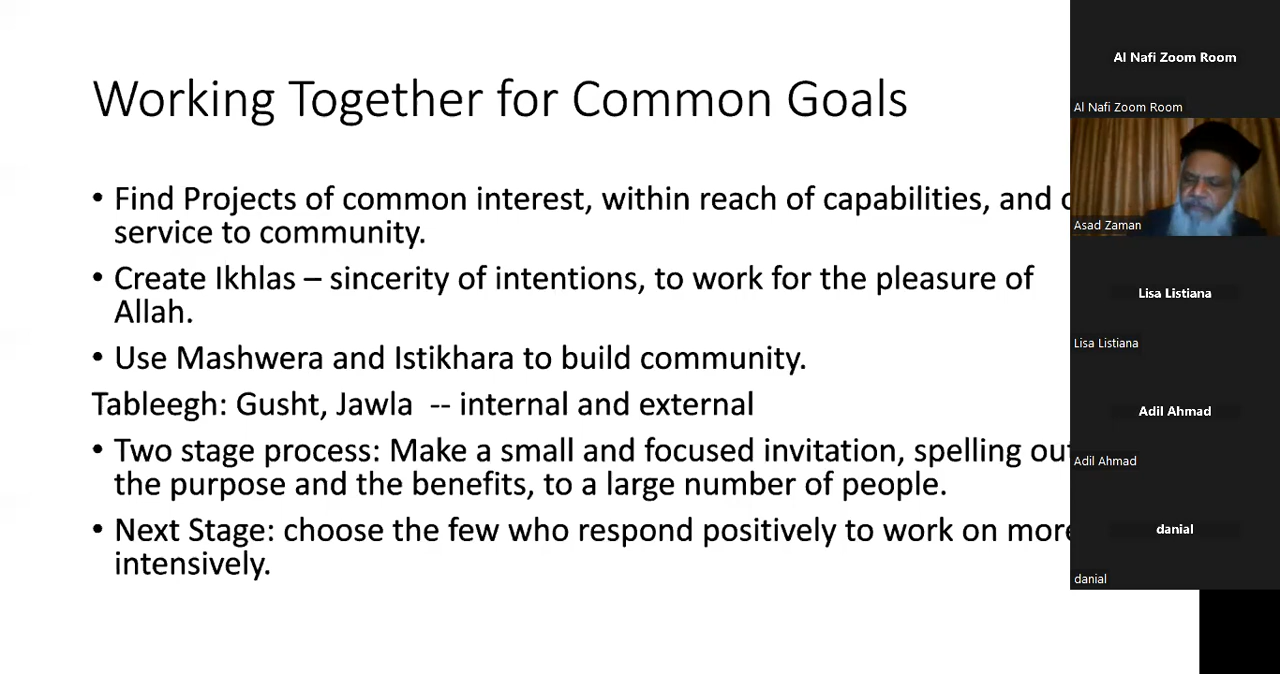 Working Together for Common Goals
• Find Projects of common interest, within reach of capabilities, and
service to community.
• Create Ikhlas – sincerity of intentions, to work for the pleasure of
Allah.
• Use Mashwera and Istikhara to build community.
Tableegh: Gusht, Jawla -- internal and external
• Two stage process: Make a small and focused invitation, spelling out
the purpose and the benefits, to a large number of people.
• Next Stage: choose the few who respond positively to work on more
intensively.
Al Nafi Zoom Room
Al Nafi Zoom Room
Asad Zaman
Lisa Listiana
Lisa Listiana
Adil Ahmad
Adil Ahmad
danial
danial